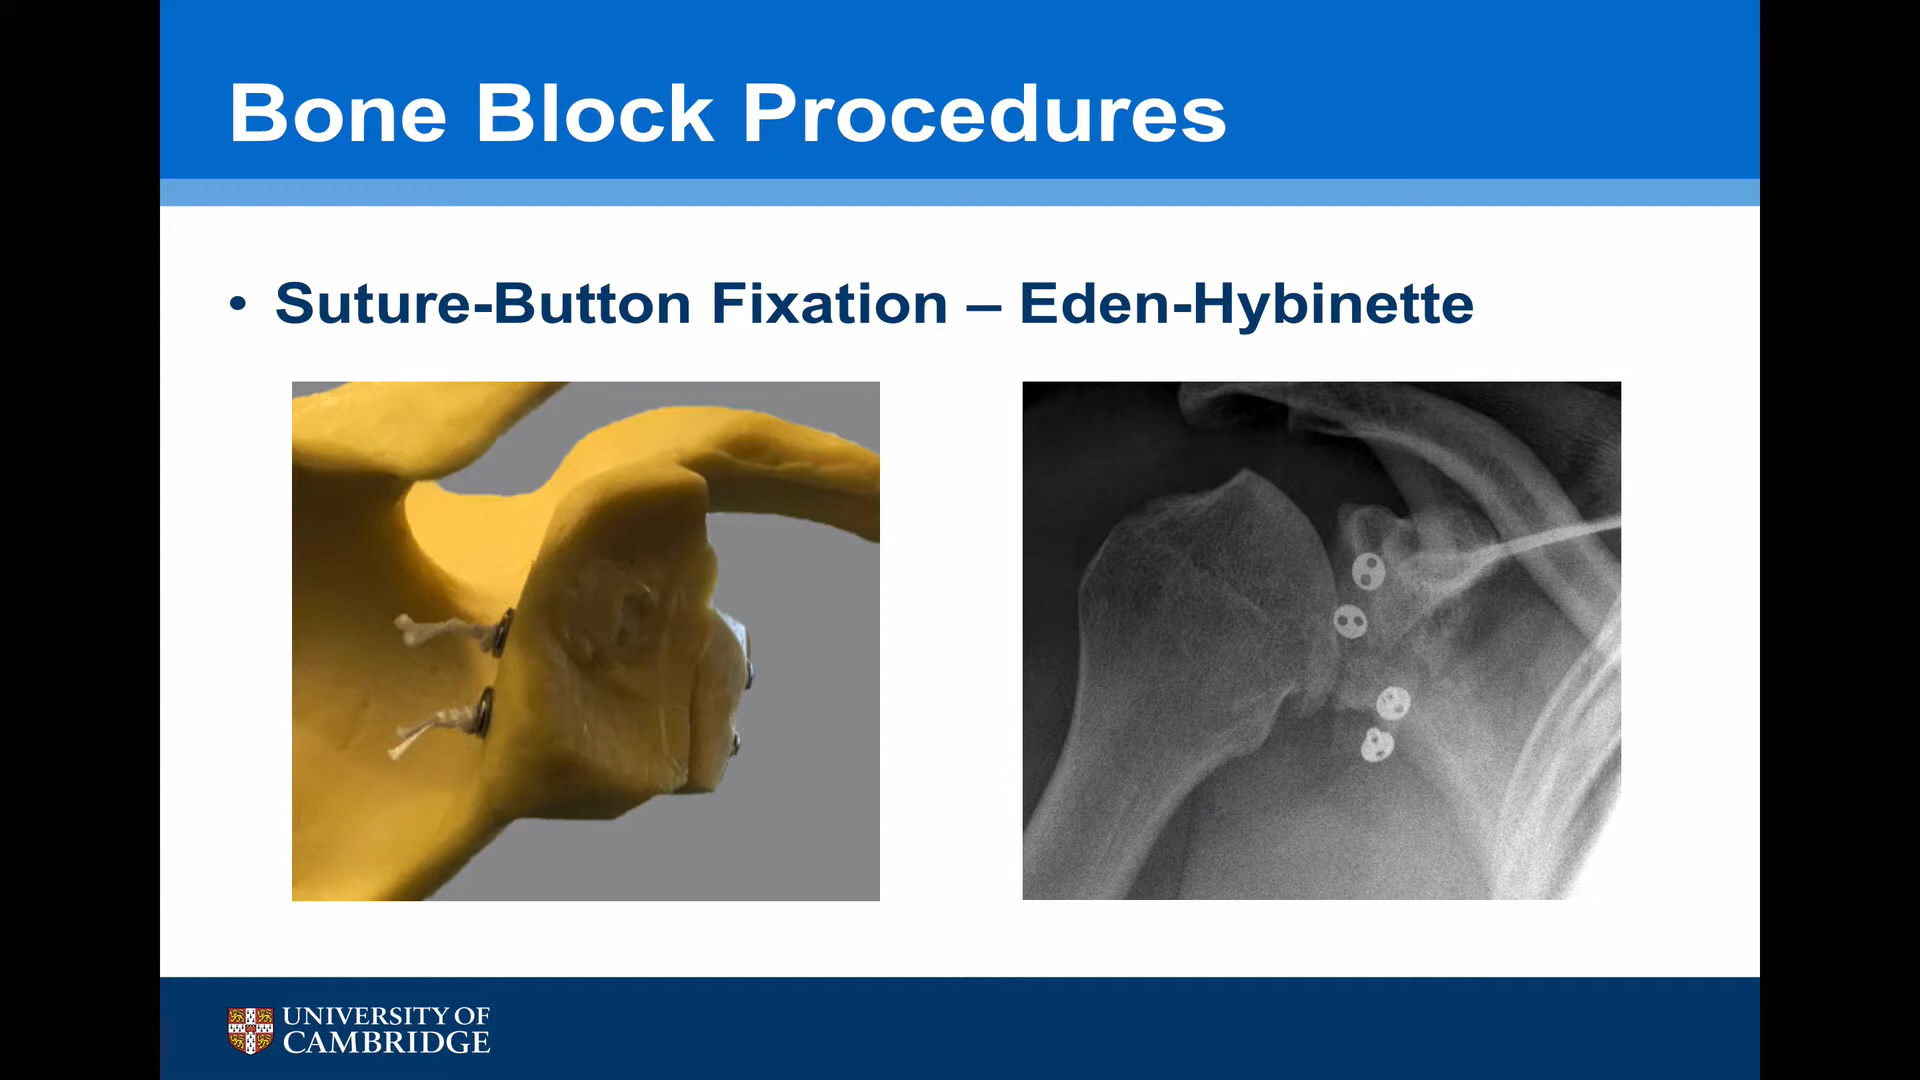 Bone Block Procedures
• Suture-Button Fixation – Eden-Hybinette
UNIVERSITY OF
CAMBRIDGE